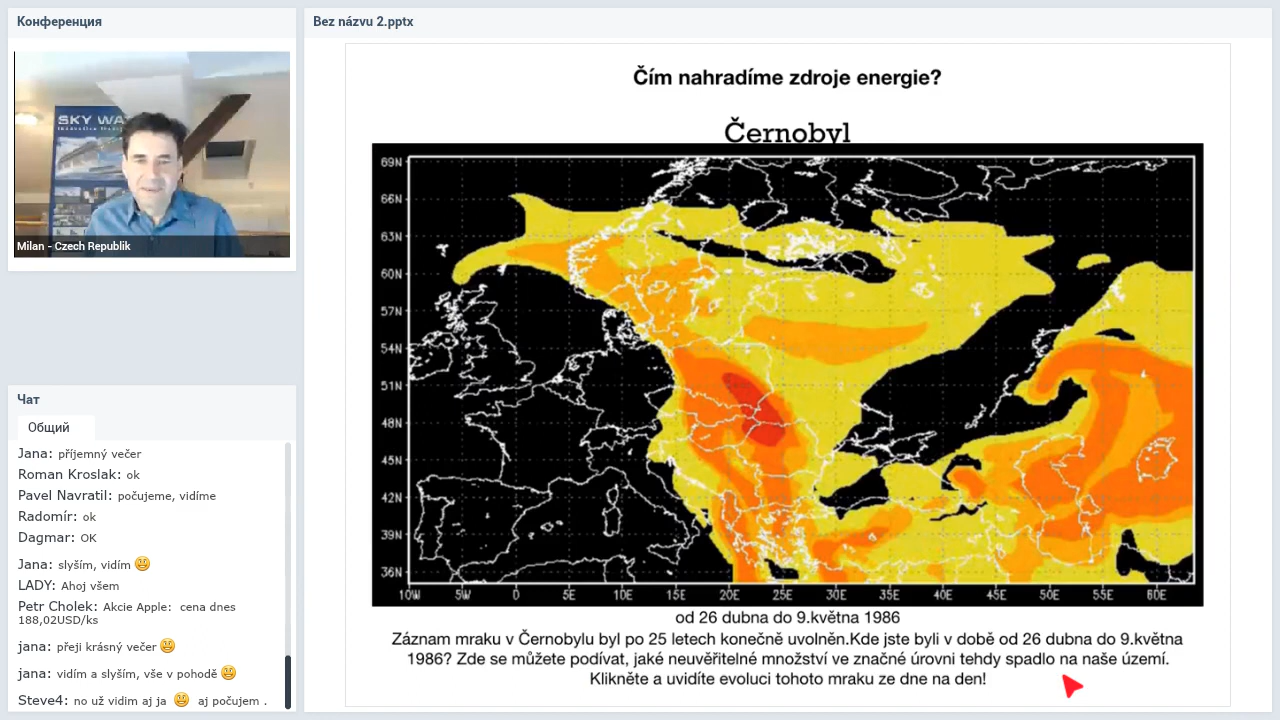 Конференция
SKY WA
Milan - Czech Republik
Чат
Общий
Jana: příjemný večer
Roman Kroslak: ok
Pavel Navratil: počujeme, vidíme
Radomír: ok
Dagmar: OK
Jana: slyším, vidím
LADY: Ahoj všem
Petr Cholek: Akcie Apple: cena dnes
188,02USD/ks
jana: přeji krásný večer
jana: vidím a slyším, vše v pohodě
Steve4: no už vidim aj ja aj počujem .
Bez názvu 2.pptx
Čím nahradíme zdroje energie?
Černobyl
69N
66N
63N
60N
57N
54N
51N
48N
45N
42N
39N
36N
10W 5W 0 5E 10E 15E 20E 25E 30E 35E 40E 45E 50E 55E 60E
od 26 dubna do 9.května 1986
Záznam mraku v Černobylu byl po 25 letech konečně uvolněn.Kde jste byli v době od 26 dubna do 9.května
1986? Zde se můžete podívat, jaké neuvěřitelné množství ve značné úrovni tehdy spadlo na naše území.
Klikněte a uvidíte evoluci tohoto mraku ze dne na den!